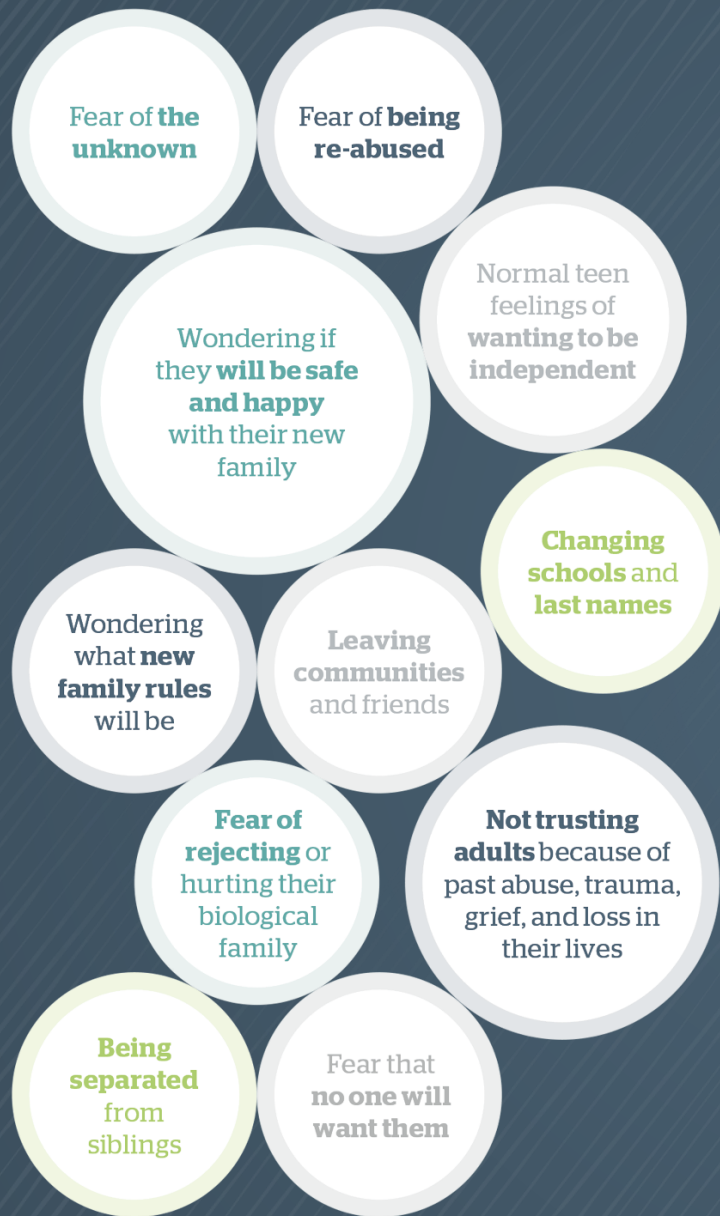 Fear of the
unknown
Fear of being
re-abused
Normal teen
feelings of
wanting to be
independent
Wondering if
they will be safe
and happy
with their new
family
Changing
schools and
last names
Wondering
what new
family rules
will be
Leaving
communities
and friends
Fear of
rejecting or
hurting their
biological
family
Not trusting
adults because of
past abuse, trauma,
grief, and loss in
their lives
Being
separated
from
siblings
Fear that
no one will
want them